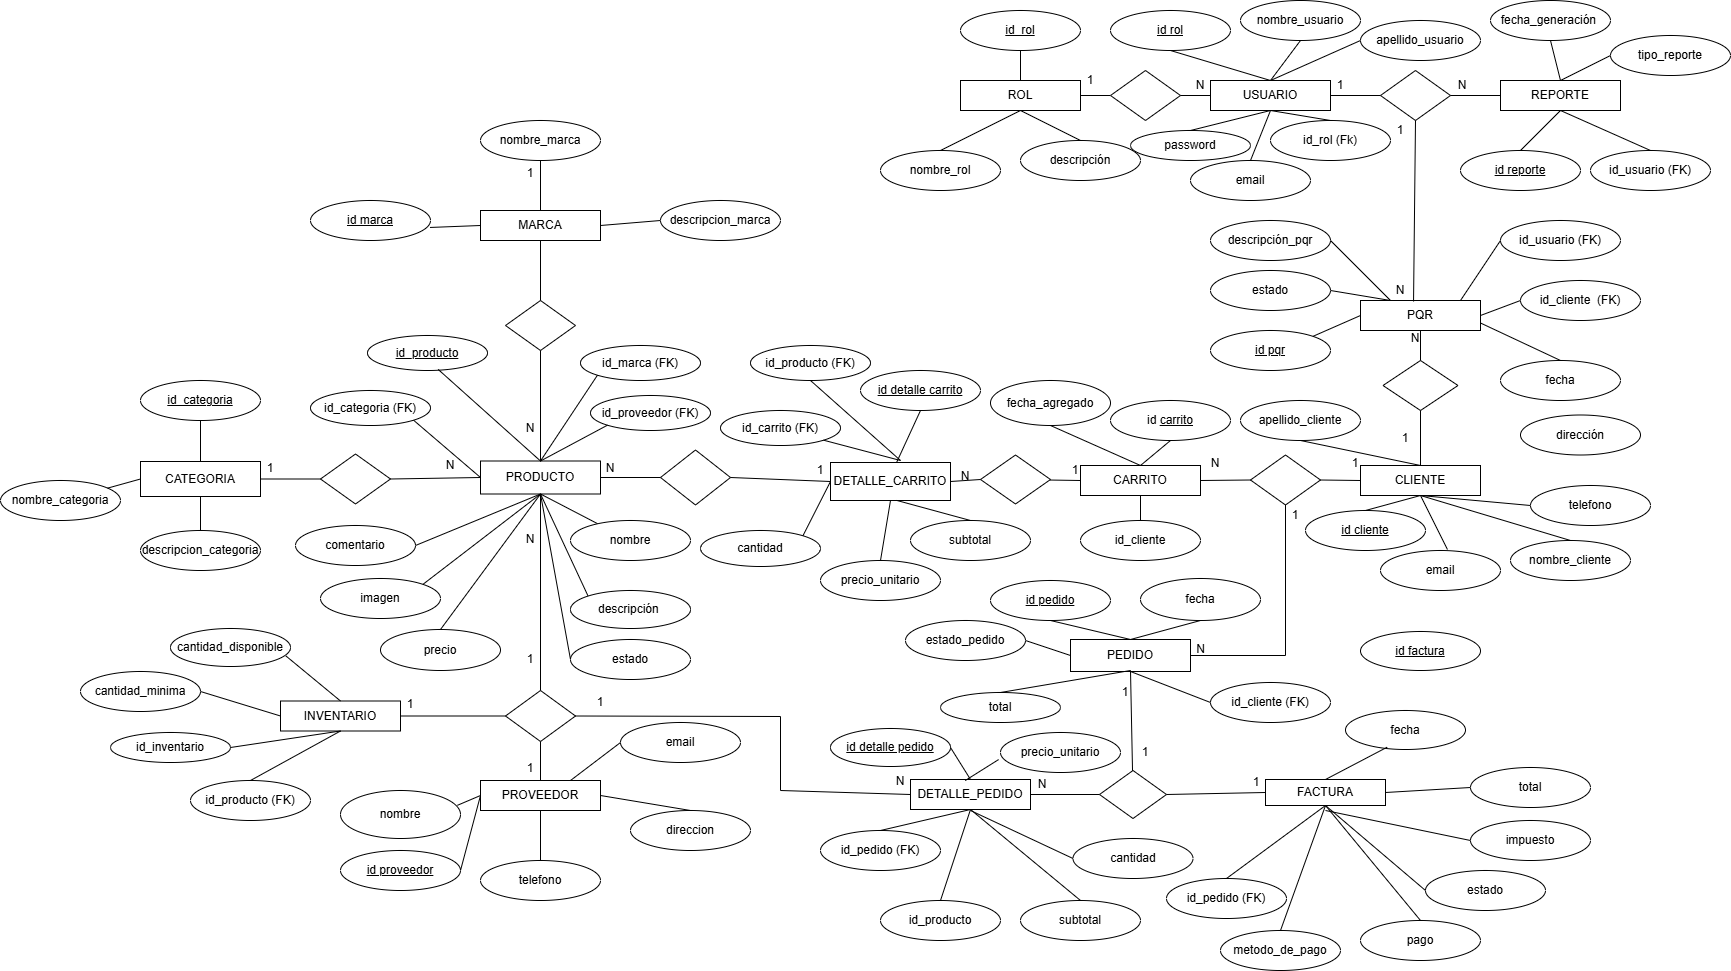 id_rol
id rol
nombre_usuario
apellido_usuario
fecha_generación
tipo_reporte
ROL
1
N
USUARIO
1
N
REPORTE
nombre_rol
descripción
password
email
id_rol (Fk)
1
id reporte
id_usuario (FK)
nombre_marca
1
id marca
MARCA
descripcion_marca
descripción_pqr
id_usuario (FK)
estado
N
id_cliente  (FK)
PQR
id pqr
N
fecha
id_producto
id_marca (FK)
id_producto (FK)
id detalle carrito
fecha_agregado
id carrito
apellido_cliente
1
dirección
id_categoria
id_categoria (FK)
N
id_proveedor (FK)
id_carrito (FK)
CATEGORIA
1
N
PRODUCTO
N
1
DETALLE_CARRITO
N
1
CARRITO
N
1
CLIENTE
nombre_categoria
descripcion_categoria
comentario
N
nombre
cantidad
subtotal
precio_unitario
id_cliente
1
id cliente
telefono
email
nombre_cliente
imagen
descripción
precio
1
estado
id pedido
fecha
estado_pedido
PEDIDO
N
id factura
total
1
id_cliente (FK)
cantidad_disponible
cantidad_minima
INVENTARIO
1
1
id_inventario
id_producto (FK)
1
email
PROVEEDOR
nombre
direccion
id proveedor
telefono
id detalle pedido
precio_unitario
1
fecha
N
DETALLE_PEDIDO
N
1
FACTURA
total
id_pedido (FK)
cantidad
impuesto
id_producto
subtotal
id_pedido (FK)
estado
metodo_de_pago
pago